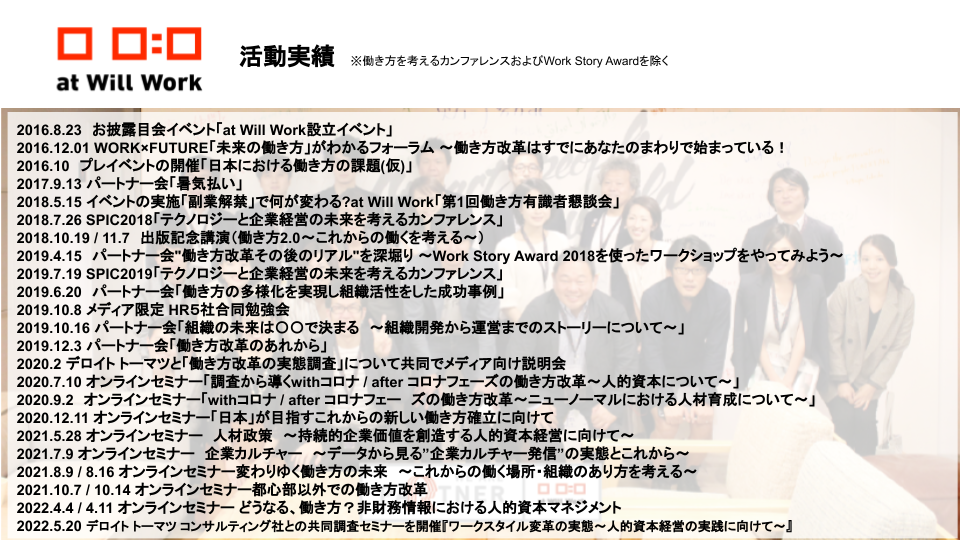 at Will Work
活動実績 ※働き方を考えるカンファレンスおよびWork Story Awardを除く
2016.8.23 お披露目会イベント「at Will Work設立イベント」
2016.12.01 WORK×FUTURE「未来の働き方」がわかるフォーラム ～働き方改革はすでにあなたのまわりで始まっている！
2016.10 プレイベントの開催「日本における働き方の課題(仮)」
2017.9.13 パートナー会「暑気払い」
2018.5.15 イベントの実施「副業解禁」で何が変わる?at Will Work「第1回働き方有識者懇談会」
2018.7.26 SPIC2018「テクノロジーと企業経営の未来を考えるカンファレンス」
2018.10.19 / 11.7 出版記念講演（働き方2.0～これからの働くを考える～）
2019.4.15 パートナー会"働き方改革その後のリアル"を深堀り ～Work Story Award 2018を使ったワークショップをやってみよう～
2019.7.19 SPIC2019「テクノロジーと企業経営の未来を考えるカンファレンス」
2019.6.20 パートナー会「働き方の多様化を実現し組織活性をした成功事例」
2019.10.8 メディア限定 HR５社合同勉強会
2019.10.16 パートナー会「組織の未来は〇〇で決まる ～組織開発から運営までのストーリーについて～」
2019.12.3 パートナー会「働き方改革のあれから」
2020.2 デロイト トーマツと「働き方改革の実態調査」について共同でメディア向け説明会
2020.7.10 オンラインセミナー「調査から導くwithコロナ / after コロナフェーズの働き方改革～人的資本について～」
2020.9.2 オンラインセミナー「withコロナ / after コロナフェー ズの働き方改革～ニューノーマルにおける人材育成について～」
2020.12.11 オンラインセミナー「日本」が目指すこれからの新しい働き方確立に向けて
2021.5.28 オンラインセミナー 人材政策 ～持続的企業価値を創造する人的資本経営に向けて～
2021.7.9 オンラインセミナー 企業カルチャー ～データから見る”企業カルチャー発信”の実態とこれから～
2021.8.9 / 8.16 オンラインセミナー変わりゆく働き方の未来 ～これからの働く場所・組織のあり方を考える～
2021.10.7 / 10.14 オンラインセミナー都心部以外での働き方改革
2022.4.4 / 4.11 オンラインセミナー どうなる、働き方？非財務情報における人的資本マネジメント
2022.5.20 デロイト トーマツ コンサルティング社との共同調査セミナーを開催『ワークスタイル変革の実態～人的資本経営の実践に向けて～』